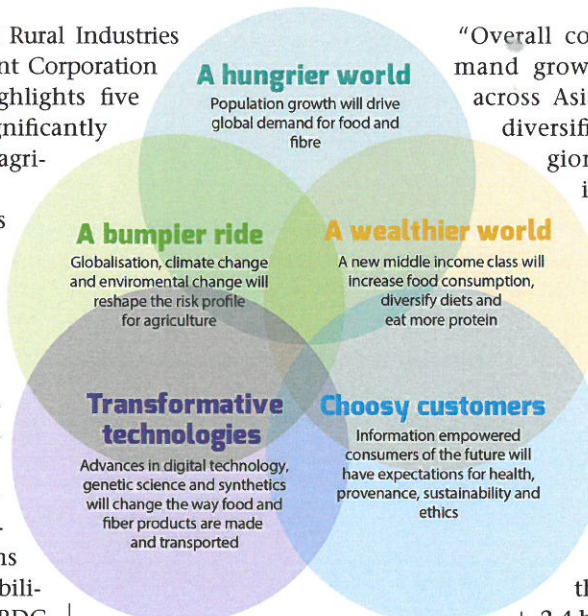 Rural Industries
nt Corporation
ghlights five
gnificantly
agri-
s
ns
bili-
RDC
A hungrier world
Population growth will drive
global demand for food and
fibre
A bumpier ride
Globalisation, climate change
and enviromental change will
reshape the risk profile
for agriculture
A wealthier world
A new middle income class will
increase food consumption,
diversify diets and
eat more protein
Transformative
technologies
Advances in digital technology,
genetic science and synthetics
will change the way food and
fiber products are made
and transported
Choosy customers
Information empowered
consumers of the future will
have expectations for health,
provenance, sustainability and
ethics
"Overall co
mand grow
across Asi
diversifi
gion
i
th